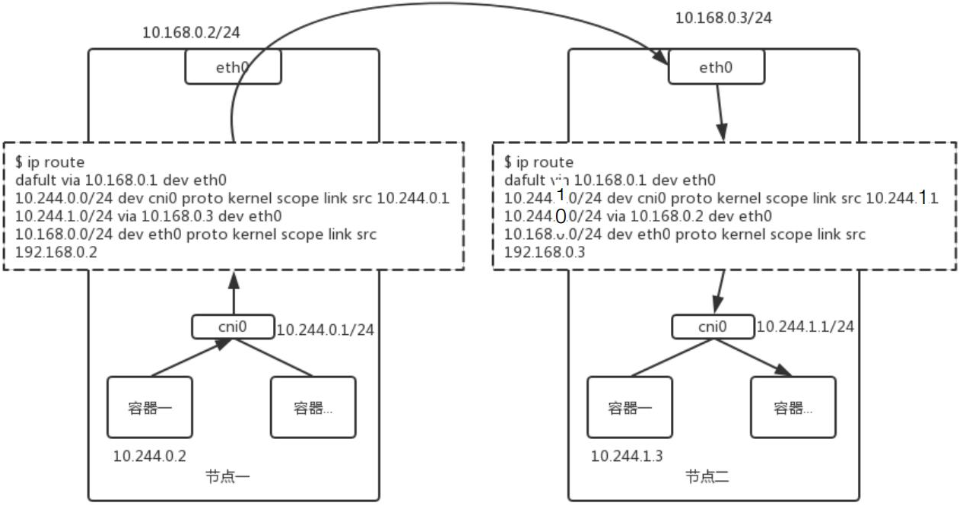 10.168.0.2/24
10.168.0.3/24
eth0
eth0
$ ip route
dafult via 10.168.0.1 dev eth0
10.244.0.0/24 dev cni0 proto kernel scope link src 10.244.0.1
10.244.1.0/24 via 10.168.0.3 dev eth0
10.168.0.0/24 dev eth0 proto kernel scope link src
192.168.0.2
$ ip route
dafult via 10.168.0.1 dev eth0
10.244.1.0/24 dev cni0 proto kernel scope link src 10.244.1.1
10.244.0.0/24 via 10.168.0.2 dev eth0
10.168.0.0/24 dev eth0 proto kernel scope link src
192.168.0.3
cni0
10.244.0.1/24
cni0
10.244.1.1/24
容器一
容器...
容器一
容器...
10.244.0.2
10.244.1.3
节点一
节点二